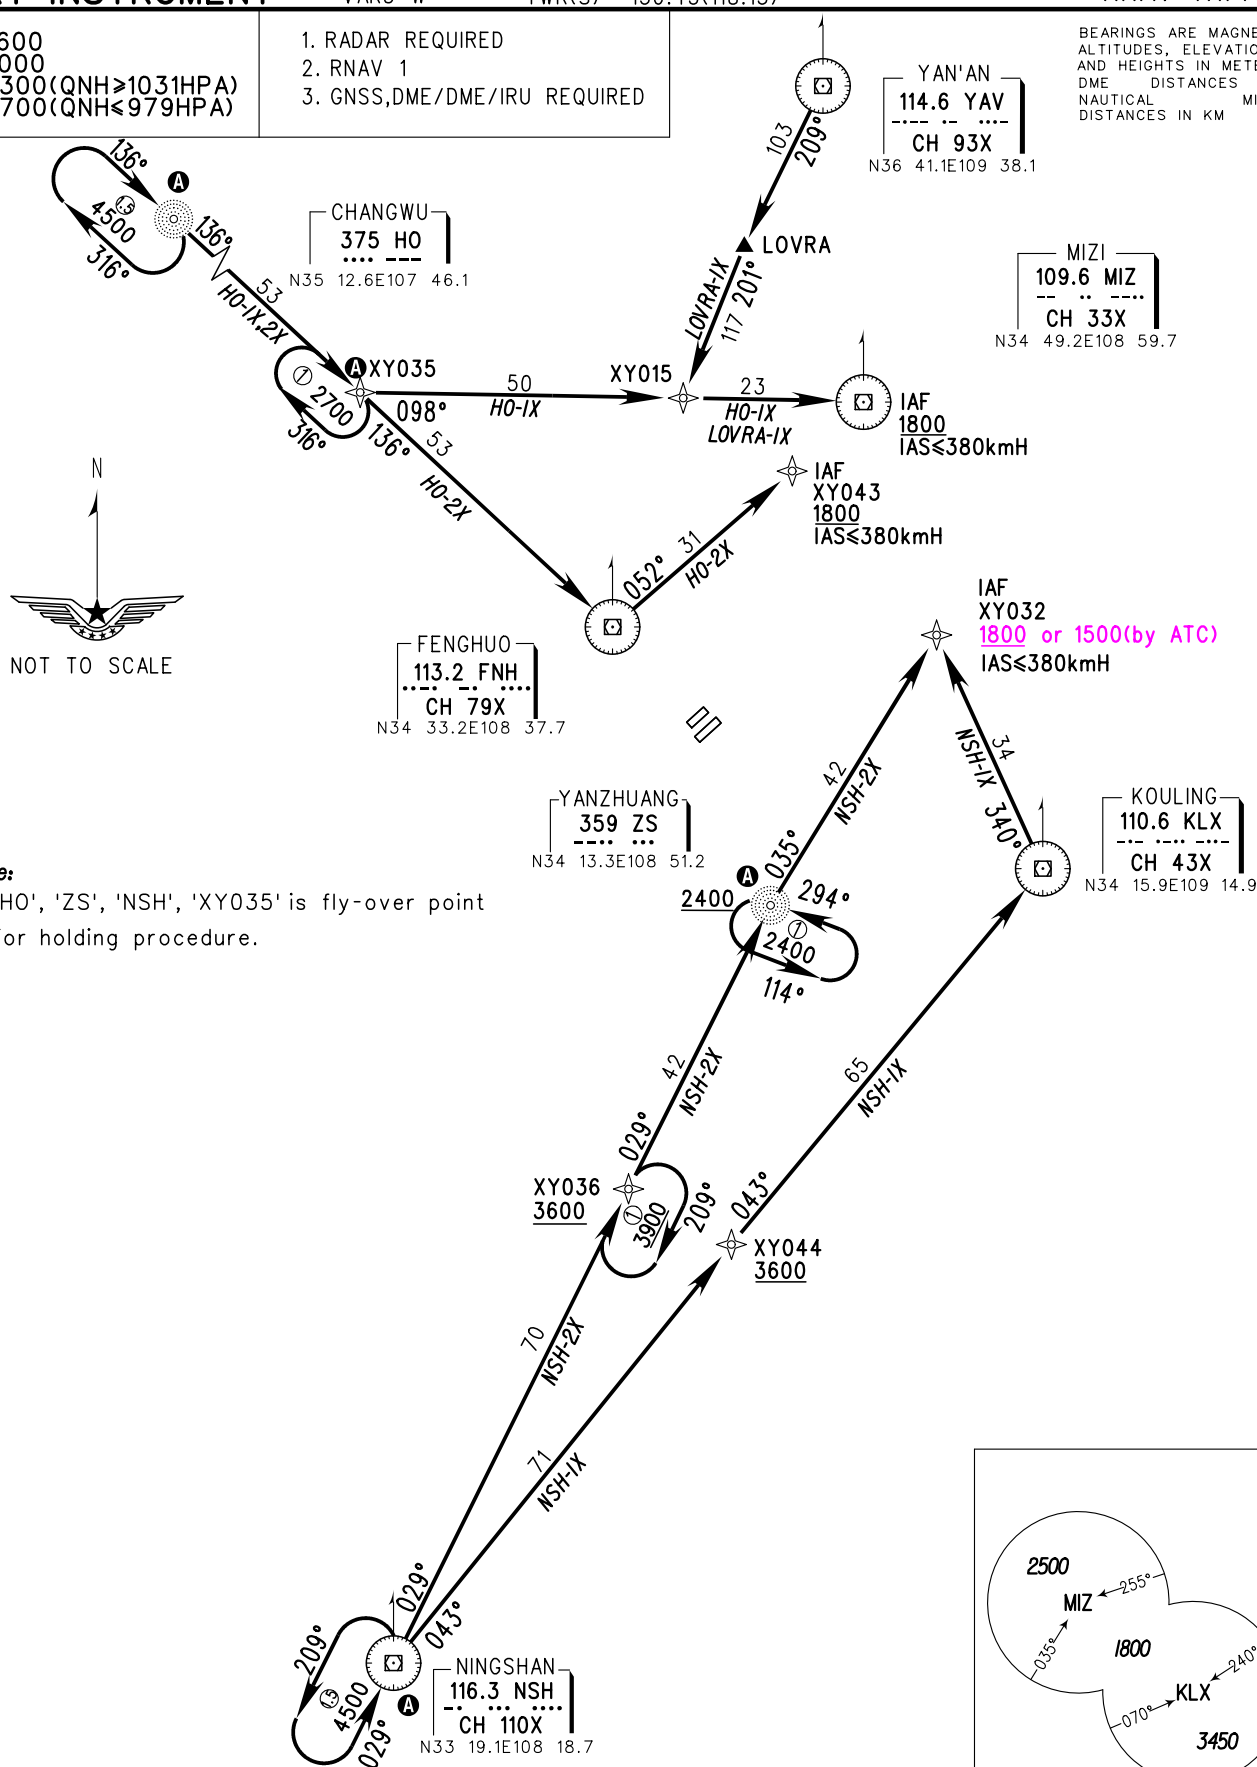 INSTRUMENT
600
000
300(QNH≥1031HPA)
700(QNH≤979HPA)
1. RADAR REQUIRED
2. RNAV 1
3. GNSS,DME/DME/IRU REQUIRED
BEARINGS ARE MAGNE
ALTITUDES, ELEVATIO
AND HEIGHTS IN METE
DME DISTANCES
NAUTICAL MI
DISTANCES IN KM
YAN'AN
114.6 YAV
CH 93X
N36 41.1E109 38.1
103
209°
LOVRA
LOVRA-1X
117
201°
136°
A
1.5
4500
316°
136°
53
HO-1X,2X
CHANGWU
375 HO
N35 12.6E107 46.1
MIZI
109.6 MIZ
CH 33X
N34 49.2E108 59.7
A XY035
1
2700
316°
098°
50
HO-1X
XY015
23
HO-1X
LOVRA-1X
IAF
1800
IAS≤380kmH
136°
53
HO-2X
IAF
XY043
1800
IAS≤380kmH
052°
31
HO-2X
N
NOT TO SCALE
FENGHUO
113.2 FNH
CH 79X
N34 33.2E108 37.7
IAF
XY032
1800 or 1500(by ATC)
IAS≤380kmH
42
NSH-2X
34
NSH-1X
340°
YANZHUANG
359 ZS
N34 13.3E108 51.2
KOULING
110.6 KLX
CH 43X
N34 15.9E109 14.9
e:
HO', 'ZS', 'NSH', 'XY035' is fly-over point
or holding procedure.
A
2400
035°
294°
1
2400
114°
42
NSH-2X
65
NSH-1X
029°
XY036
3600
1
3900
209°
043°
XY044
3600
70
NSH-2X
71
NSH-1X
029°
043°
209°
1.5
4500
029°
A
NINGSHAN
116.3 NSH
CH 110X
N33 19.1E108 18.7
2500
MIZ
255°
035°
1800
240°
KLX
070°
3450